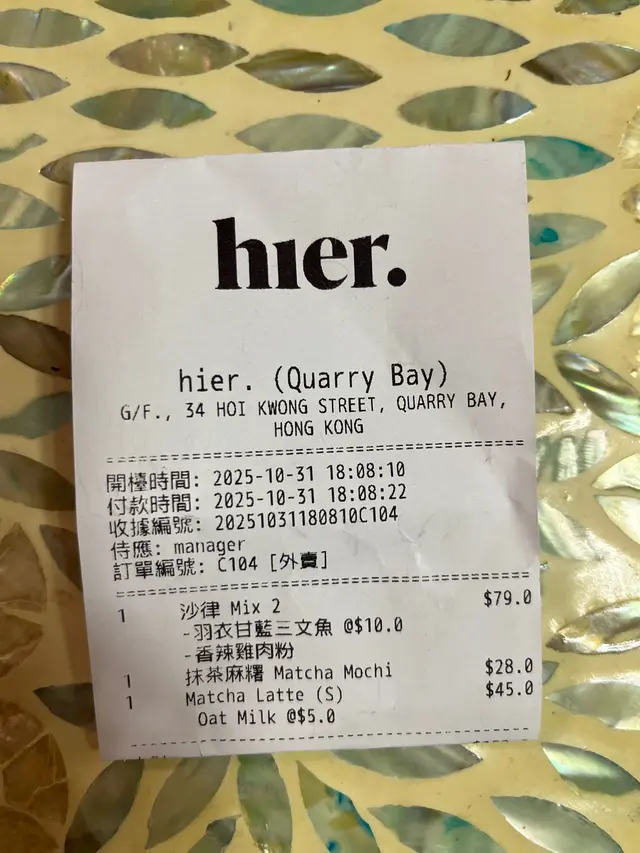 hier.
hier. (Quarry Bay)
G/F., 34 HOI KWONG STREET, QUARRY BAY,
HONG KONG
開檯時間: 2025-10-31 18:08:10
付款時間: 2025-10-31 18:08:22
收據編號: 20251031180810C104
侍應: manager
訂單編號: C104 [外賣]
1 沙律 Mix 2 $79.0
-羽衣甘藍三文魚 @$10.0
-香辣雞肉粉
1 抹茶麻糬 Matcha Mochi $28.0
1 Matcha Latte (S) $45.0
Oat Milk @$5.0